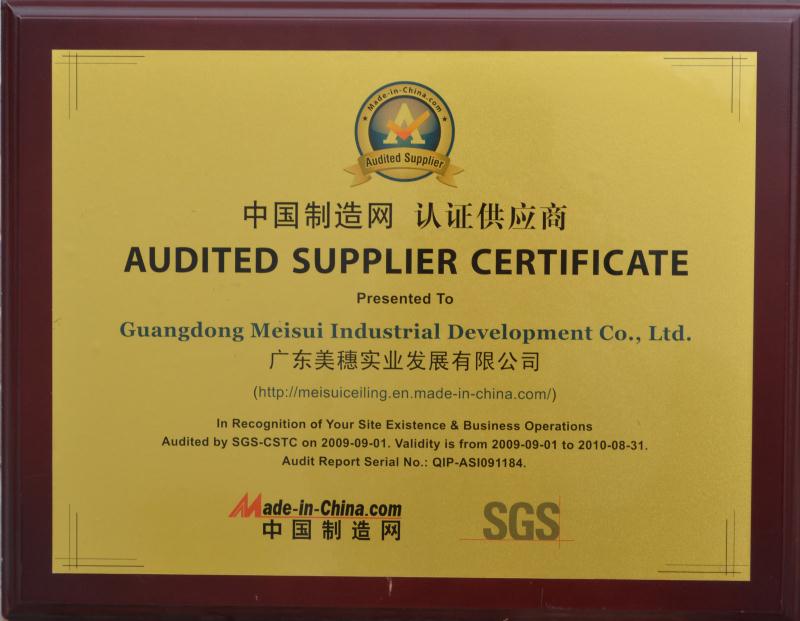 Made-in-China.com
A
Audited Supplier
中国制造网 认证供应商
AUDITED SUPPLIER CERTIFICATE
Presented To
Guangdong Meisui Industrial Development Co., Ltd.
广东美穗实业发展有限公司
(http://meisuiceiling.en.made-in-china.com/)
In Recognition of Your Site Existence & Business Operations
Audited by SGS-CSTC on 2009-09-01. Validity is from 2009-09-01 to 2010-08-31.
Audit Report Serial No.: QIP-ASI091184.
Made-in-China.com
中国制造网
SGS